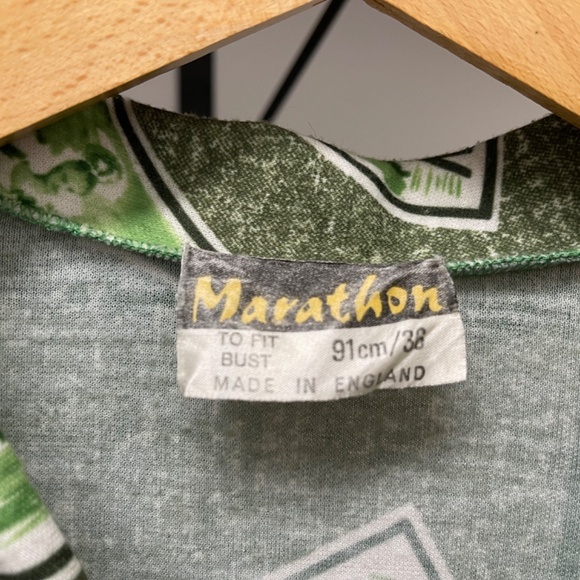 Marathon
TO FIT BUST 91cm/38
MADE IN ENGLAND